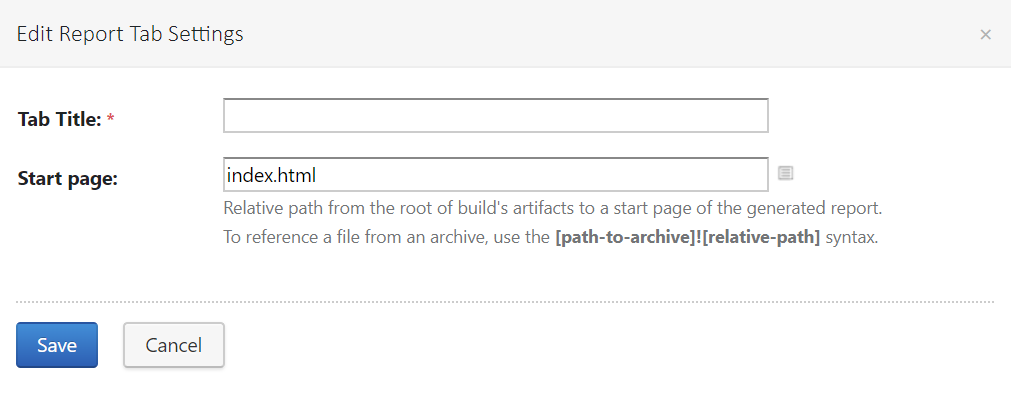 Edit Report Tab Settings ×
Tab Title: *
Start page: index.html
Relative path from the root of build's artifacts to a start page of the generated report.
To reference a file from an archive, use the [path-to-archive]![relative-path] syntax.
Save Cancel